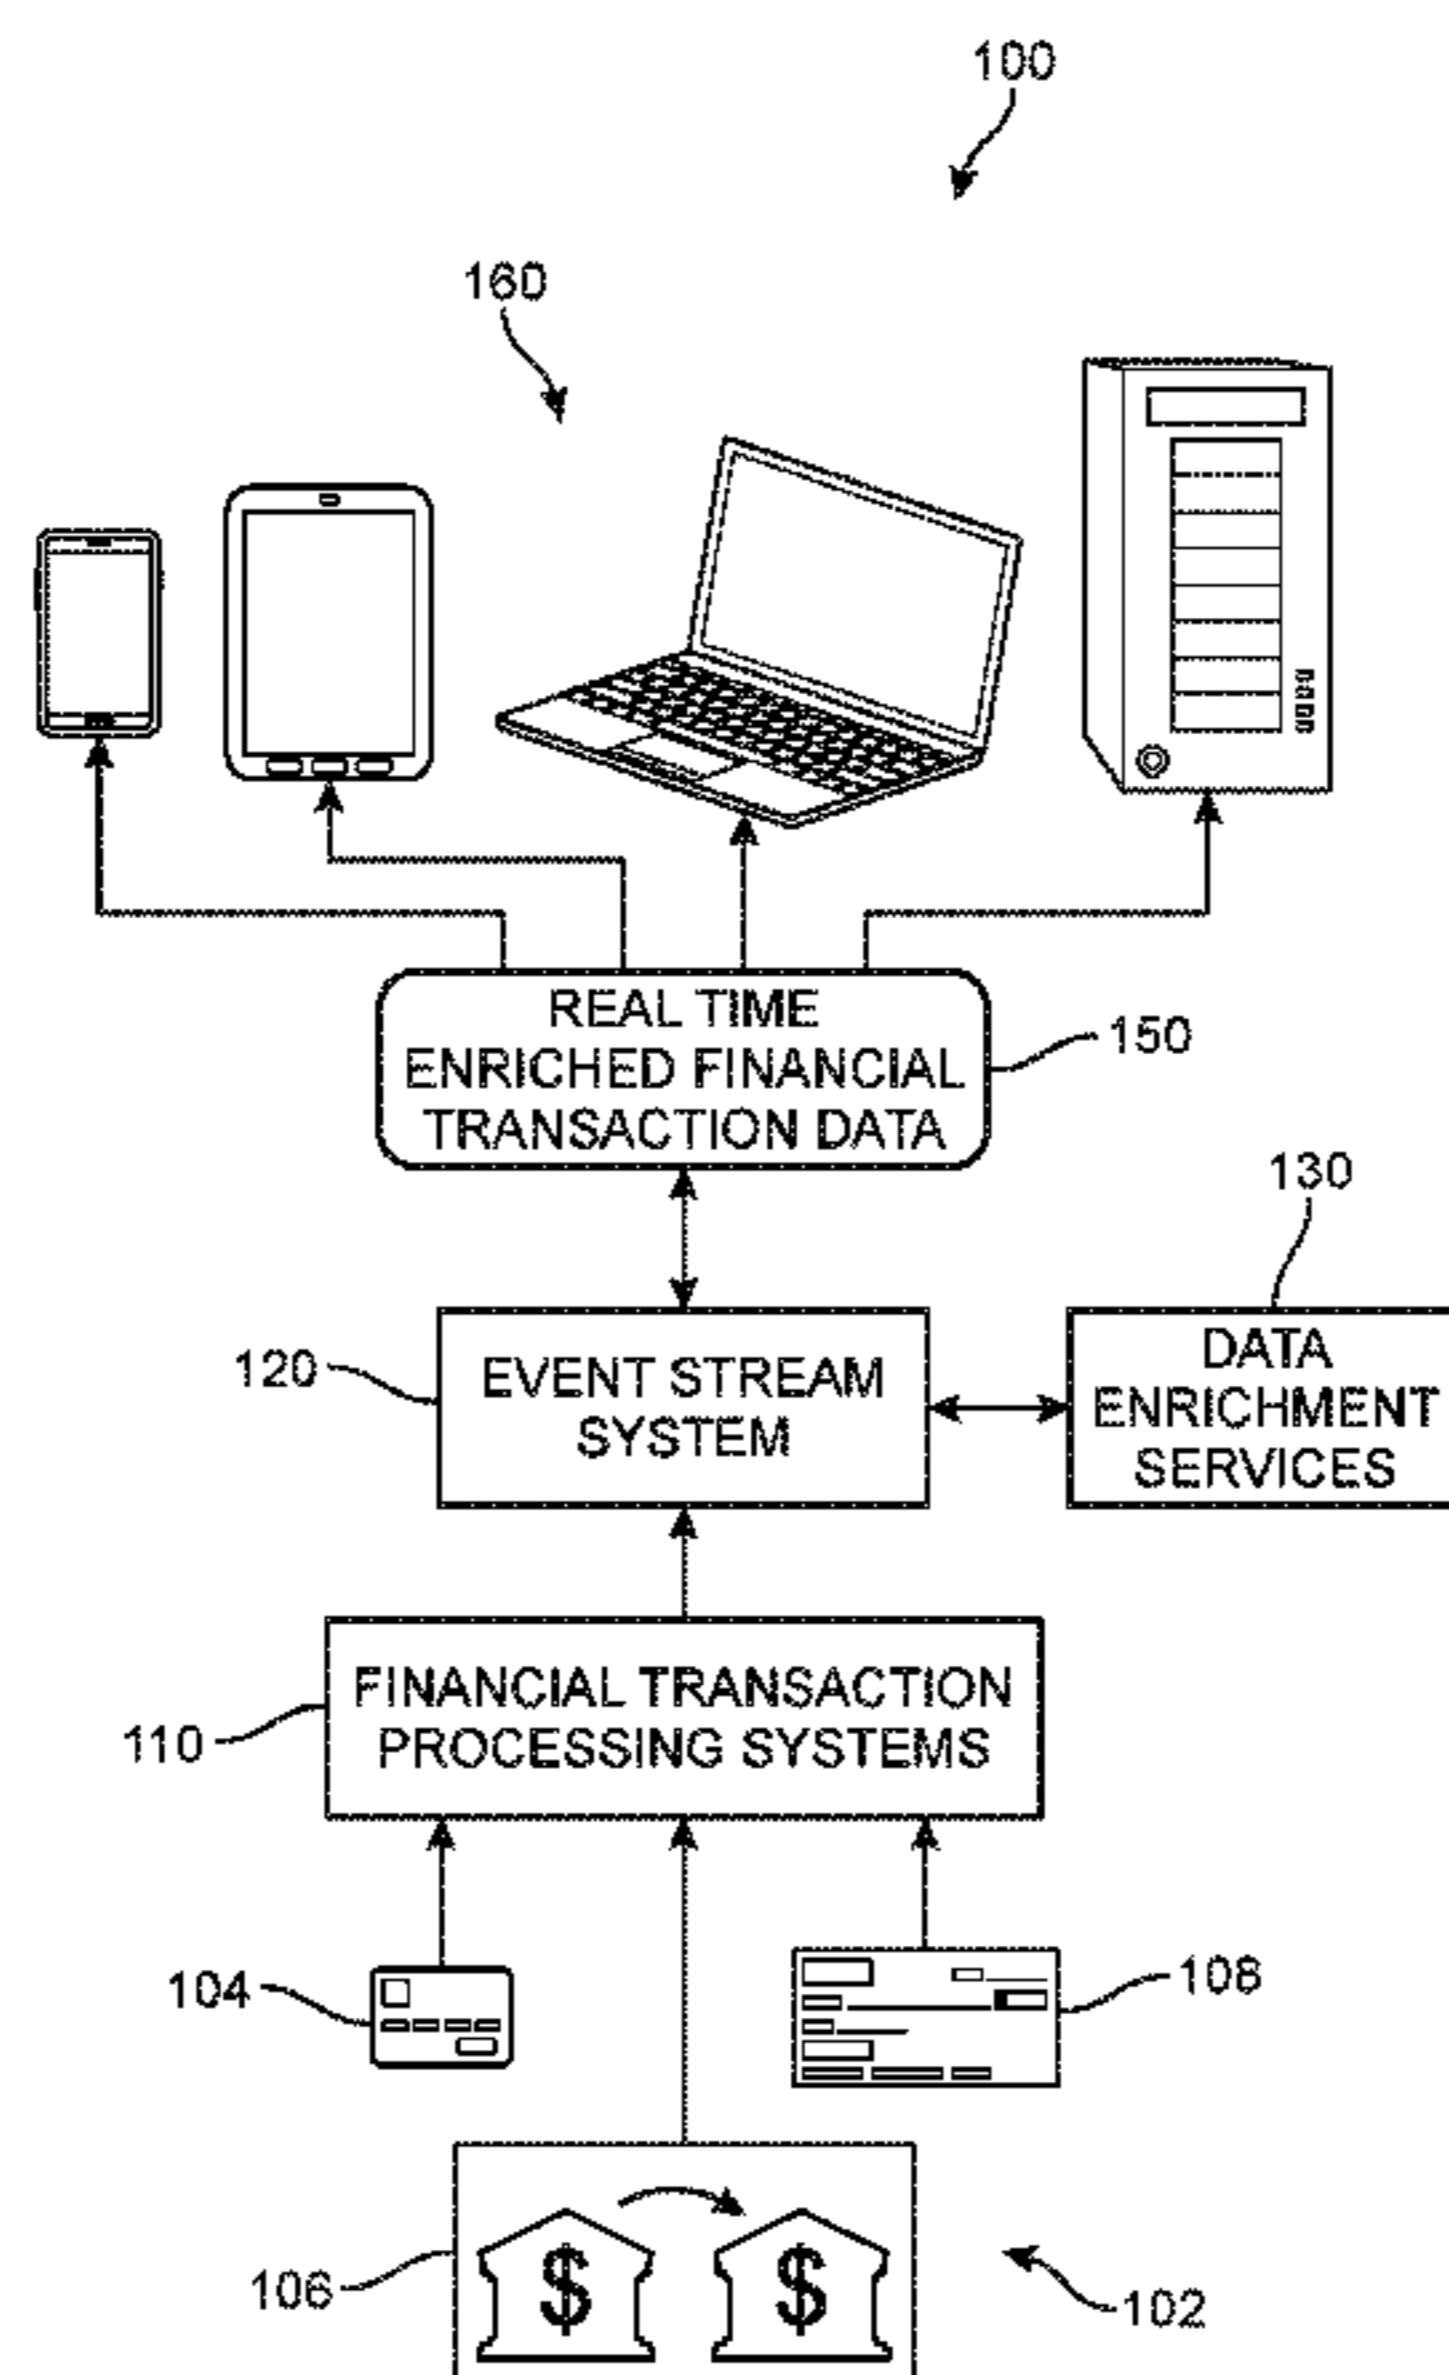 100
160
REAL TIME
ENRICHED FINANCIAL
TRANSACTION DATA
150
130
120
EVENT STREAM
SYSTEM
DATA
ENRICHMENT
SERVICES
FINANCIAL TRANSACTION
PROCESSING SYSTEMS
110
104
108
$ $
106
102